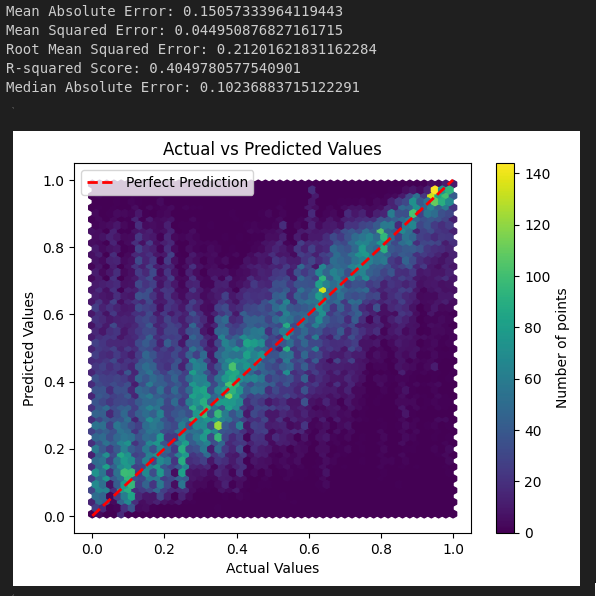 Mean Absolute Error: 0.15057333964119443
Mean Squared Error: 0.044950876827161715
Root Mean Squared Error: 0.21201621831162284
R-squared Score: 0.4049780577540901
Median Absolute Error: 0.10236883715122291
Actual vs Predicted Values
Perfect Prediction
1.0
0.8
0.6
0.4
0.2
0.0
Predicted Values
0.0 0.2 0.4 0.6 0.8 1.0
Actual Values
140
120
100
80
60
40
20
0
Number of points